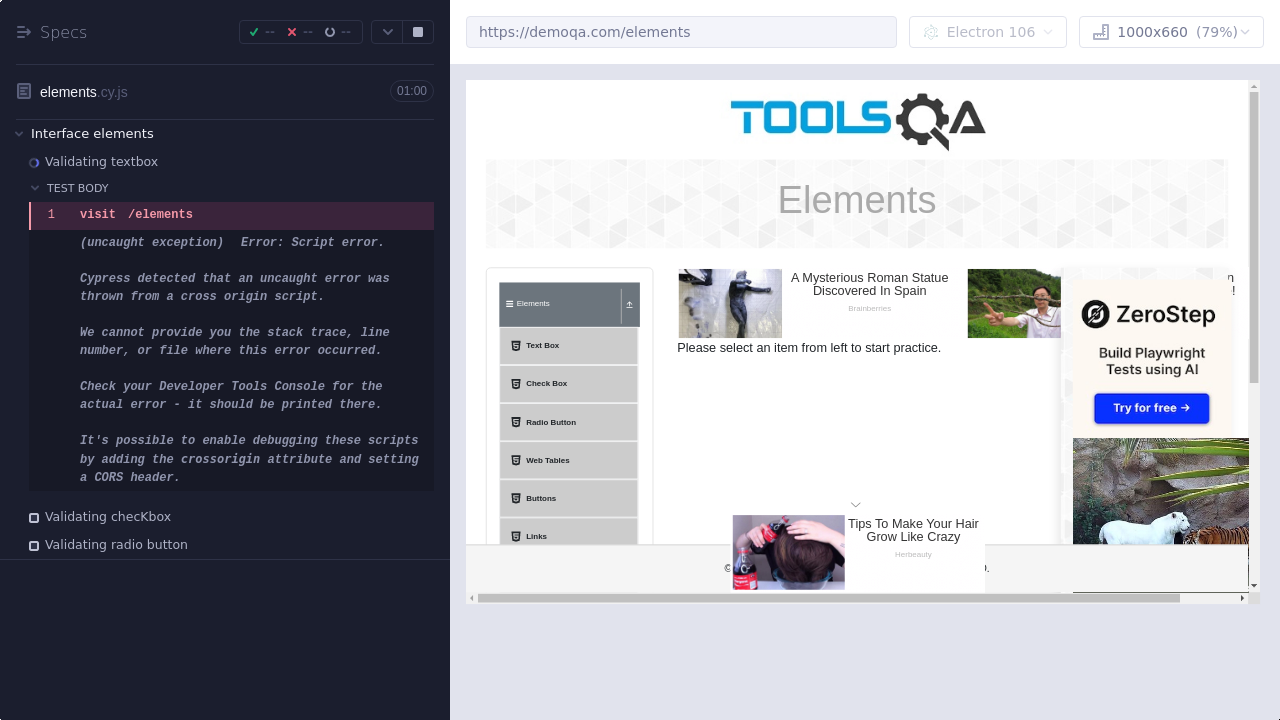 Specs
-- -- --
https://demoqa.com/elements
Electron 106
1000x660 (79%)
elements.cy.js
01:00
Interface elements
Validating textbox
TEST BODY
1 visit /elements
(uncaught exception) Error: Script error.
Cypress detected that an uncaught error was
thrown from a cross origin script.
We cannot provide you the stack trace, line
number, or file where this error occurred.
Check your Developer Tools Console for the
actual error - it should be printed there.
It's possible to enable debugging these scripts
by adding the crossorigin attribute and setting
a CORS header.
Validating checKbox
Validating radio button
TOOLSQA
Elements
Elements
Text Box
Check Box
Radio Button
Web Tables
Buttons
Links
A Mysterious Roman Statue
Discovered In Spain
Brainberries
Please select an item from left to start practice.
ZeroStep
Build Playwright
Tests using AI
Try for free →
Tips To Make Your Hair
Grow Like Crazy
Herbeauty